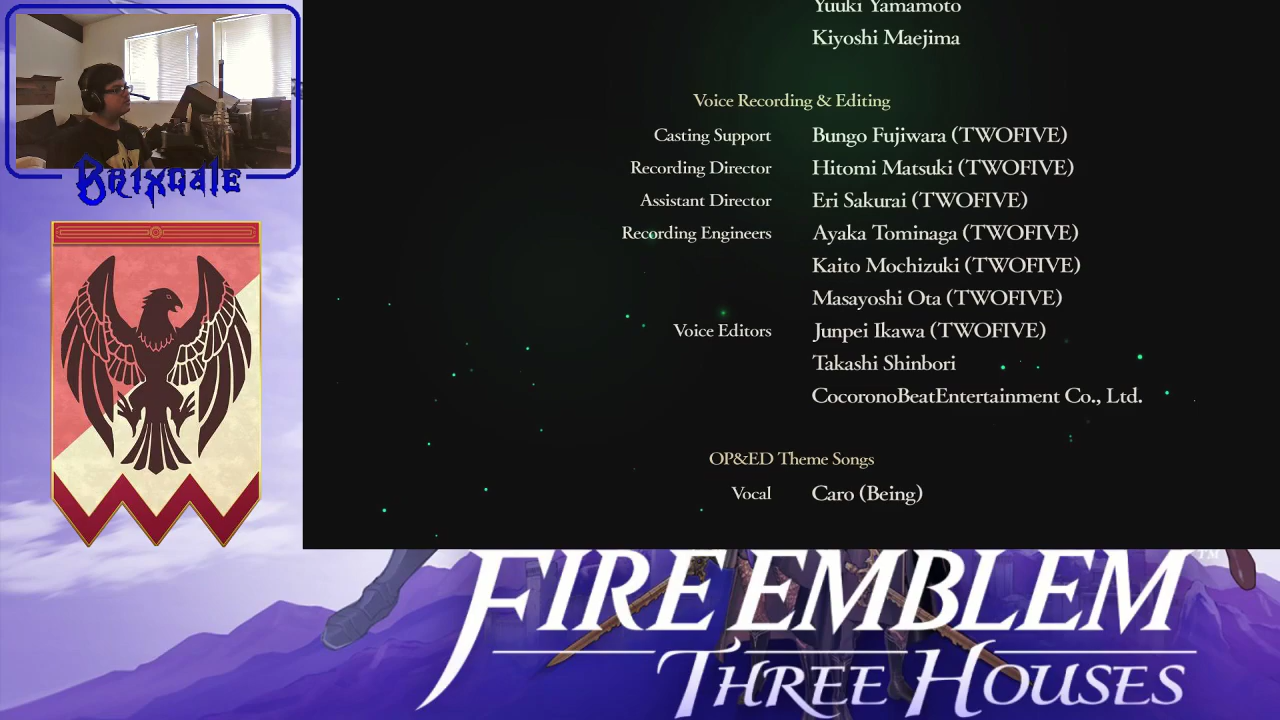 Yuuki Yamamoto
Kiyoshi Maejima
Voice Recording & Editing
Casting Support Bungo Fujiwara (TWOFIVE)
Recording Director Hitomi Matsuki (TWOFIVE)
Assistant Director Eri Sakurai (TWOFIVE)
Recording Engineers Ayaka Tominaga (TWOFIVE)
Kaito Mochizuki (TWOFIVE)
Masayoshi Ota (TWOFIVE)
Voice Editors Junpei Ikawa (TWOFIVE)
Takashi Shinbori
CocoronoBeatEntertainment Co., Ltd.
OP&ED Theme Songs
Vocal Caro (Being)
Brixdale
FIRE EMBLEM TM
THREE HOUSES